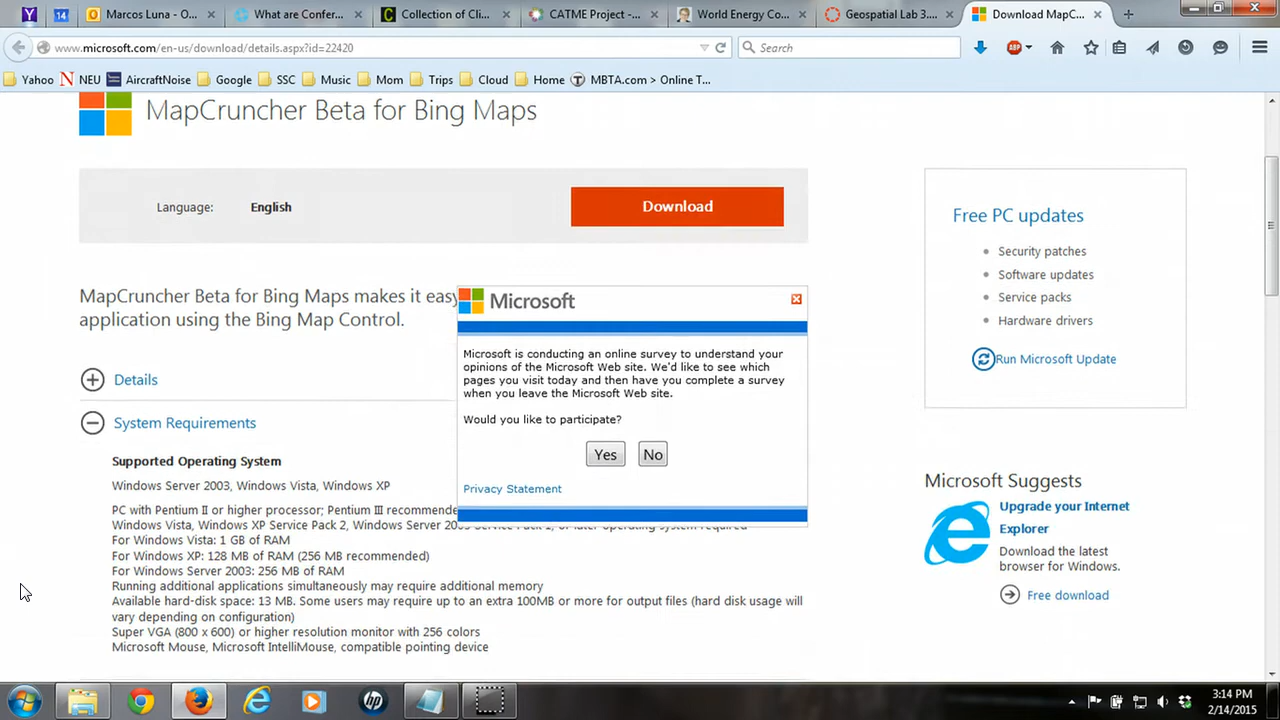 Marcos Luna - O...
What are Confer...
Collection of Cli...
CATME Project -...
World Energy Co...
Geospatial Lab 3....
Download MapC...
14
www.microsoft.com/en-us/download/details.aspx?id=22420
Search
ABP
Yahoo
NEU
AircraftNoise
Google
SSC
Music
Mom
Trips
Cloud
Home
MBTA.com > Online T...
MapCruncher Beta for Bing Maps
Language: English
Download
MapCruncher Beta for Bing Maps makes it easy
application using the Bing Map Control.
Details
System Requirements
Supported Operating System
Windows Server 2003, Windows Vista, Windows XP
PC with Pentium II or higher processor; Pentium III recommende
Windows Vista, Windows XP Service Pack 2, Windows Server 2003 Service Pack 1, or later operating system required
For Windows Vista: 1 GB of RAM
For Windows XP: 128 MB of RAM (256 MB recommended)
For Windows Server 2003: 256 MB of RAM
Running additional applications simultaneously may require additional memory
Available hard-disk space: 13 MB. Some users may require up to an extra 100MB or more for output files (hard disk usage will
vary depending on configuration)
Super VGA (800 x 600) or higher resolution monitor with 256 colors
Microsoft Mouse, Microsoft IntelliMouse, compatible pointing device
Microsoft
Microsoft is conducting an online survey to understand your
opinions of the Microsoft Web site. We'd like to see which
pages you visit today and then have you complete a survey
when you leave the Microsoft Web site.
Would you like to participate?
Yes
No
Privacy Statement
Free PC updates
Security patches
Software updates
Service packs
Hardware drivers
Run Microsoft Update
Microsoft Suggests
Upgrade your Internet
Explorer
Download the latest
browser for Windows.
Free download
3:14 PM
2/14/2015